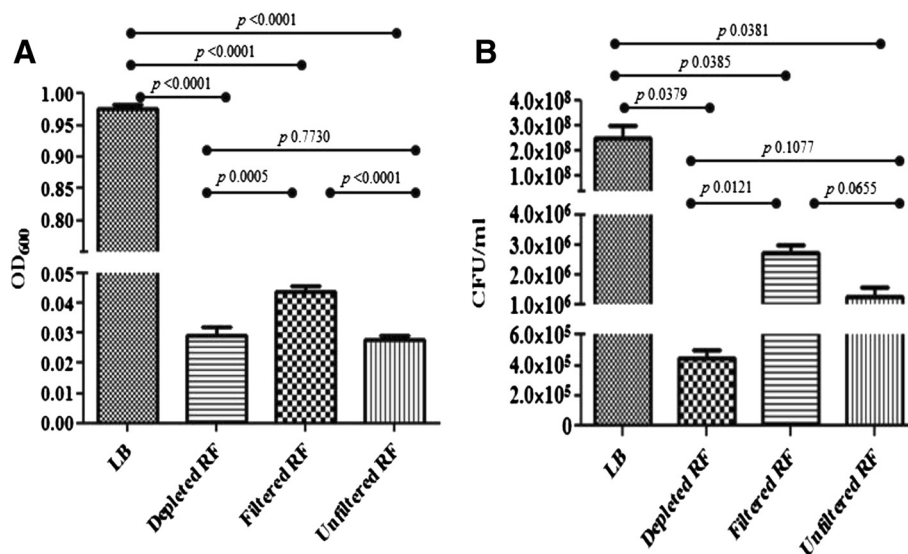 A
p <0.0001
p <0.0001
p <0.0001
p 0.7730
p 0.0005
p <0.0001
OD600
1.00
0.95
0.90
0.85
0.80
0.05
0.04
0.03
0.02
0.01
0.00
LB
Depleted RF
Filtered RF
Unfiltered RF
B
p 0.0381
p 0.0385
p 0.0379
p 0.1077
p 0.0121
p 0.0655
CFU/ml
4.0x10⁸
3.0x10⁸
2.0x10⁸
1.0x10⁸
4.0x10⁶
3.0x10⁶
2.0x10⁶
1.0x10⁶
6.0x10⁵
4.0x10⁵
2.0x10⁵
0
LB
Depleted RF
Filtered RF
Unfiltered RF